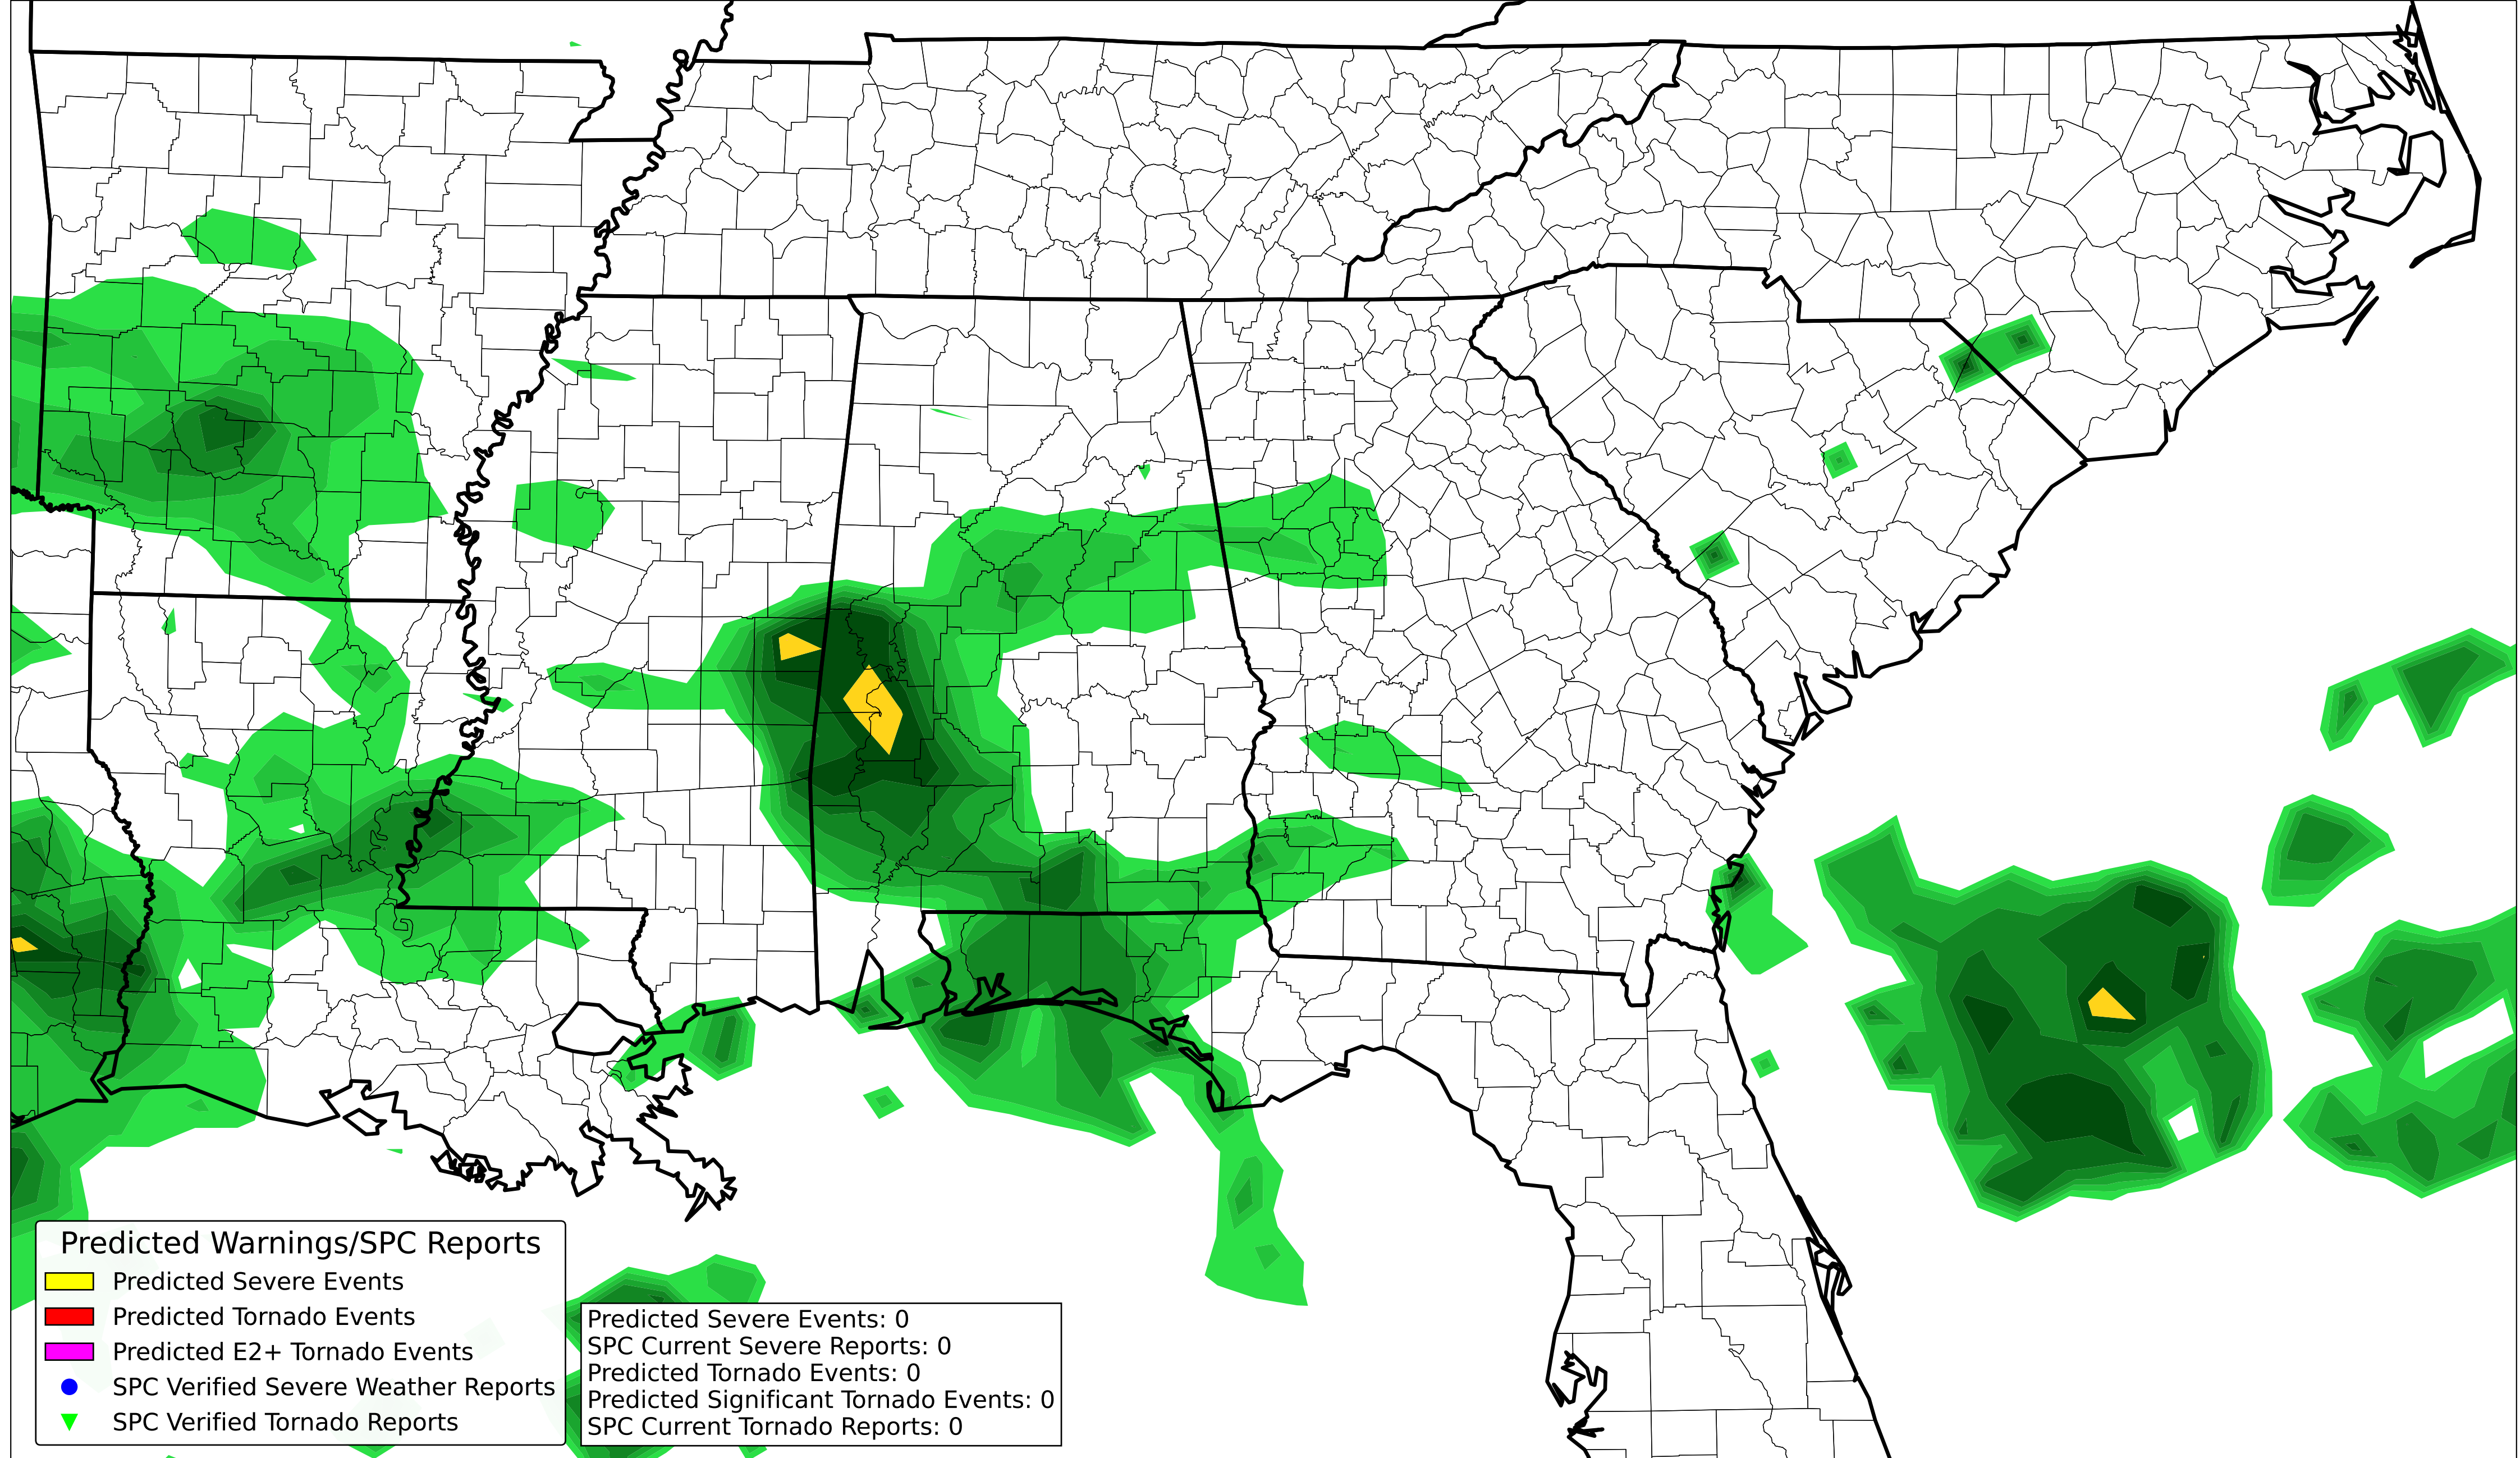 Predicted Warnings/SPC Reports
Predicted Severe Events
Predicted Tornado Events
Predicted E2+ Tornado Events
SPC Verified Severe Weather Reports
SPC Verified Tornado Reports
Predicted Severe Events: 0
SPC Current Severe Reports: 0
Predicted Tornado Events: 0
Predicted Significant Tornado Events: 0
SPC Current Tornado Reports: 0